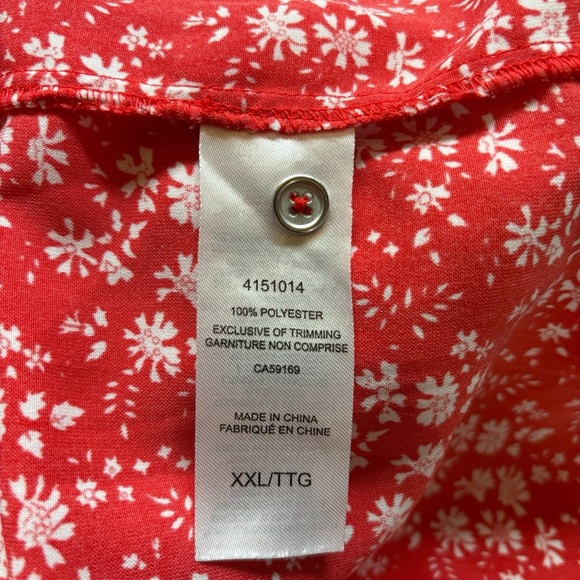 4151014
100% POLYESTER
EXCLUSIVE OF TRIMMING
GARNITURE NON COMPRISE
CA59169
MADE IN CHINA
FABRIQUÉ EN CHINE
XXL/TTG